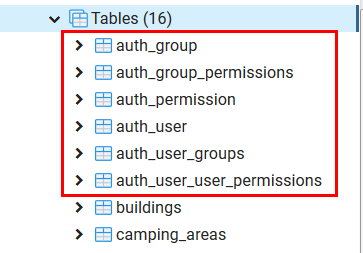 Tables (16)
auth_group
auth_group_permissions
auth_permission
auth_user
auth_user_groups
auth_user_user_permissions
buildings
camping_areas